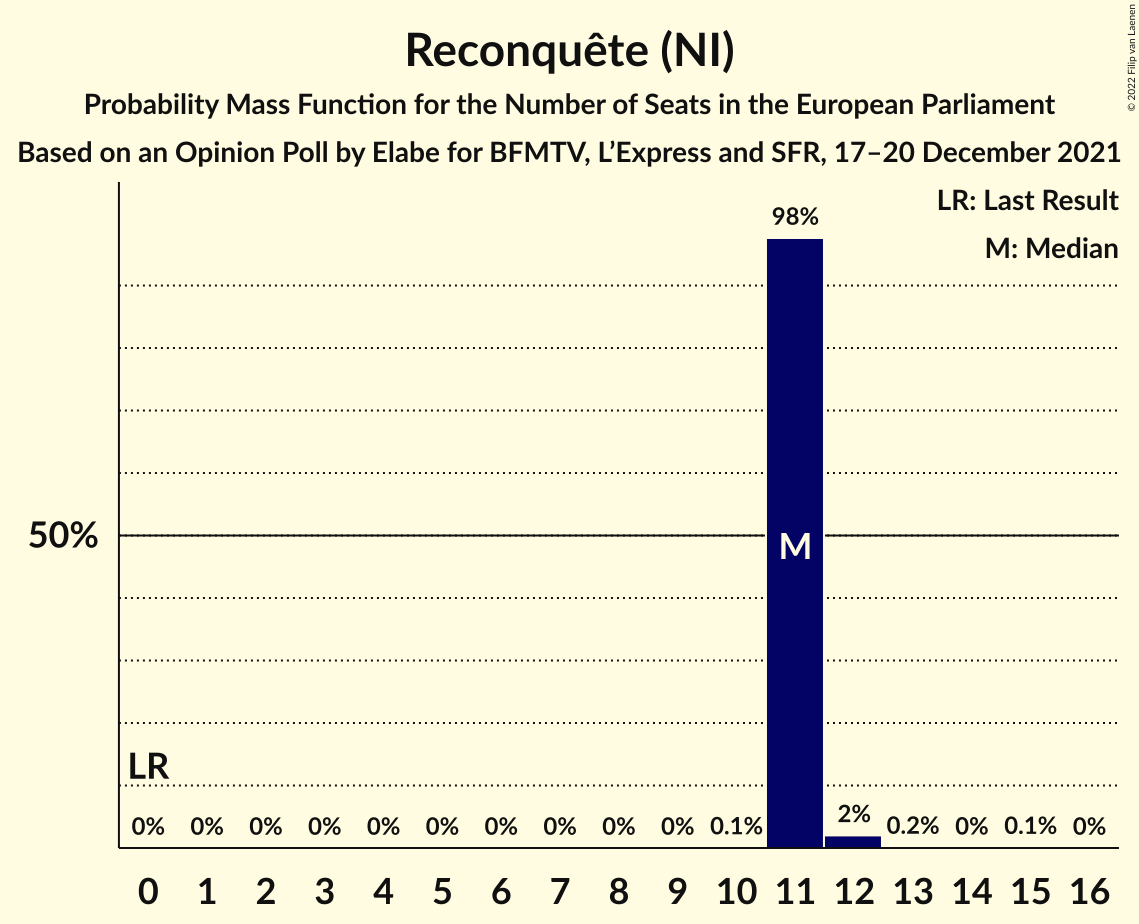 Reconquête (NI)
Probability Mass Function for the Number of Seats in the European Parliament
Based on an Opinion Poll by Elabe for BFMTV, L’Express and SFR, 17–20 December 2021
© 2022 Filip van Laenen
LR: Last Result
M: Median
98%
50%
M
LR
0% 0% 0% 0% 0% 0% 0% 0% 0% 0% 0.1% 2% 0.2% 0% 0.1% 0%
0 1 2 3 4 5 6 7 8 9 10 11 12 13 14 15 16